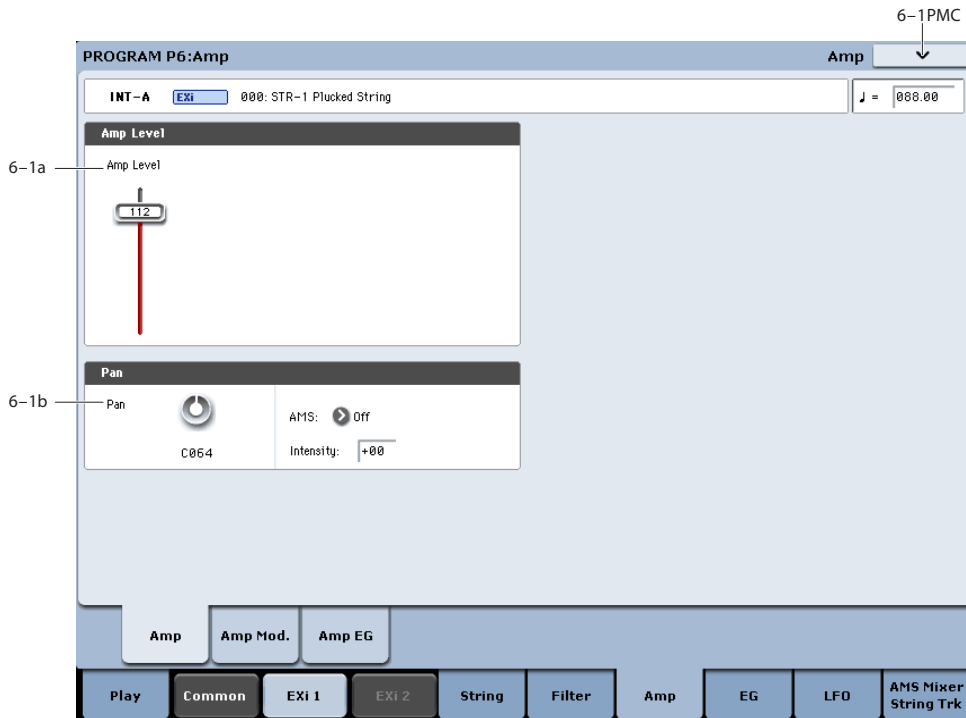 6–1PMC
PROGRAM P6:Amp
Amp
INT–A EXi 000: STR–1 Plucked String
♩ = 088.00
Amp Level
6–1a
Amp Level
112
Pan
6–1b
Pan
C064
AMS: Off
Intensity: +00
Amp
Amp Mod.
Amp EG
Play
Common
EXi 1
EXi 2
String
Filter
Amp
EG
LFO
AMS Mixer
String Trk